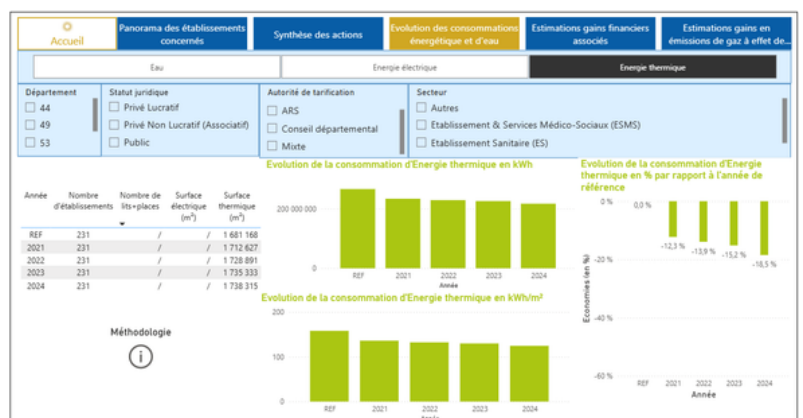 Accueil
Panorama des établissements
concernés
Synthèse des actions
Evolution des consommations
énergétique et d'eau
Estimations gains financiers
associés
Estimations gains en
émissions de gaz à effet de...
Eau
Energie électrique
Energie thermique
Département
44
49
53
Statut juridique
Privé Lucratif
Privé Non Lucratif (Associatif)
Public
Autorité de tarification
ARS
Conseil départemental
Mixte
Secteur
Autres
Etablissement & Services Médico-Sociaux (ESMS)
Etablissement Sanitaire (ES)
Année Nombre d'établissements Nombre de lits+places Surface électrique (m²) Surface thermique (m²)
REF 231 / / 1 681 168
2021 231 / / 1 712 627
2022 231 / / 1 728 891
2023 231 / / 1 735 333
2024 231 / / 1 738 315
Méthodologie
Evolution de la consommation d'Energie thermique en kWh
200 000 000
0
REF 2021 2022 2023 2024
Année
Evolution de la consommation d'Energie thermique en kWh/m²
200
100
0
REF 2021 2022 2023 2024
Année
Evolution de la consommation d'Energie
thermique en % par rapport à l'année de
référence
Economies (en %)
0 %
-20 %
-40 %
-60 %
0,0 %
-12,3 %
-13,9 %
-15,2 %
-18,5 %
REF 2021 2022 2023 2024
Année